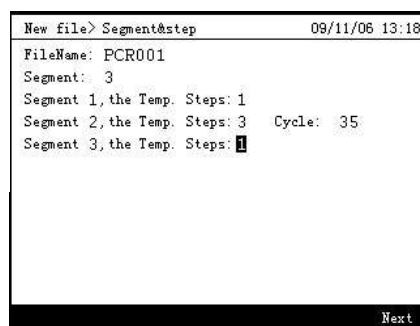 New file> Segment&step 09/11/06 13:18
FileName: PCR001
Segment: 3
Segment 1, the Temp. Steps: 1
Segment 2, the Temp. Steps: 3 Cycle: 35
Segment 3, the Temp. Steps: 1
Next